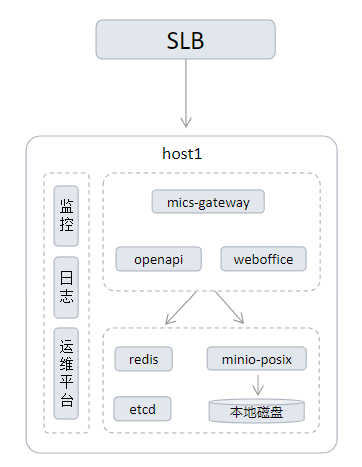 SLB
host1
监控
日志
运维平台
mics-gateway
openapi
weboffice
redis
minio-posix
etcd
本地磁盘